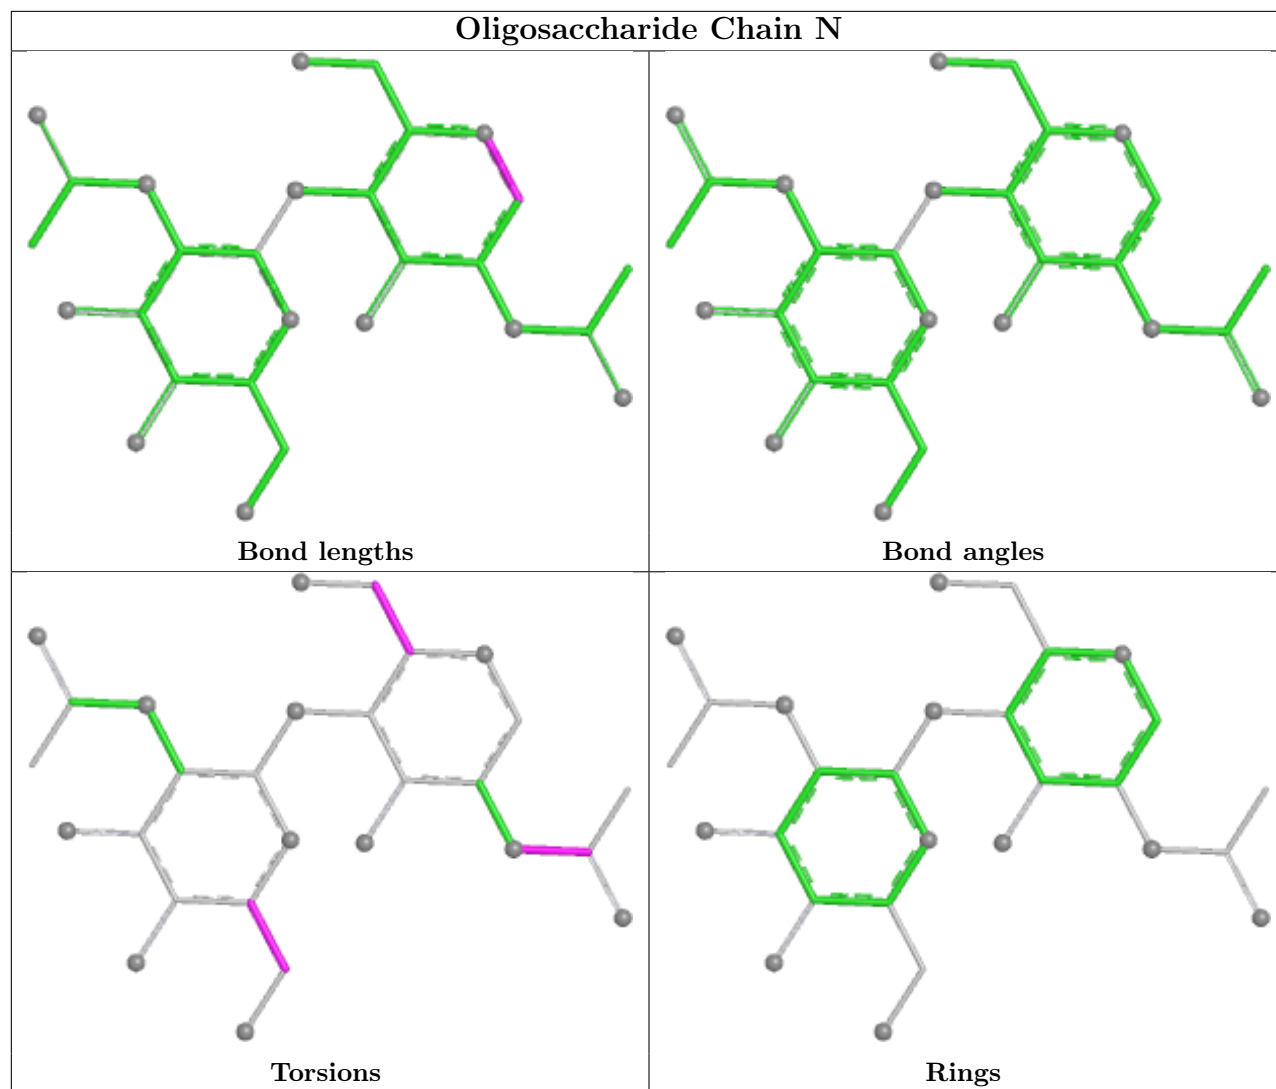 Oligosaccharide Chain N
Bond lengths
Bond angles
Torsions
Rings